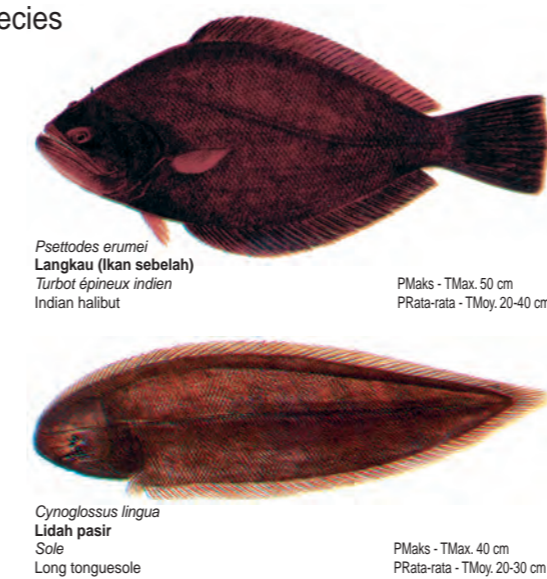 ecies
Psettodes erumei
Langkau (Ikan sebelah)
Turbot épineux indien
Indian halibut
PMaks - TMax. 50 cm
PRata-rata - TMoy. 20-40 cm
Cynoglossus lingua
Lidah pasir
Sole
Long tonguesole
PMaks - TMax. 40 cm
PRata-rata - TMoy. 20-30 cm